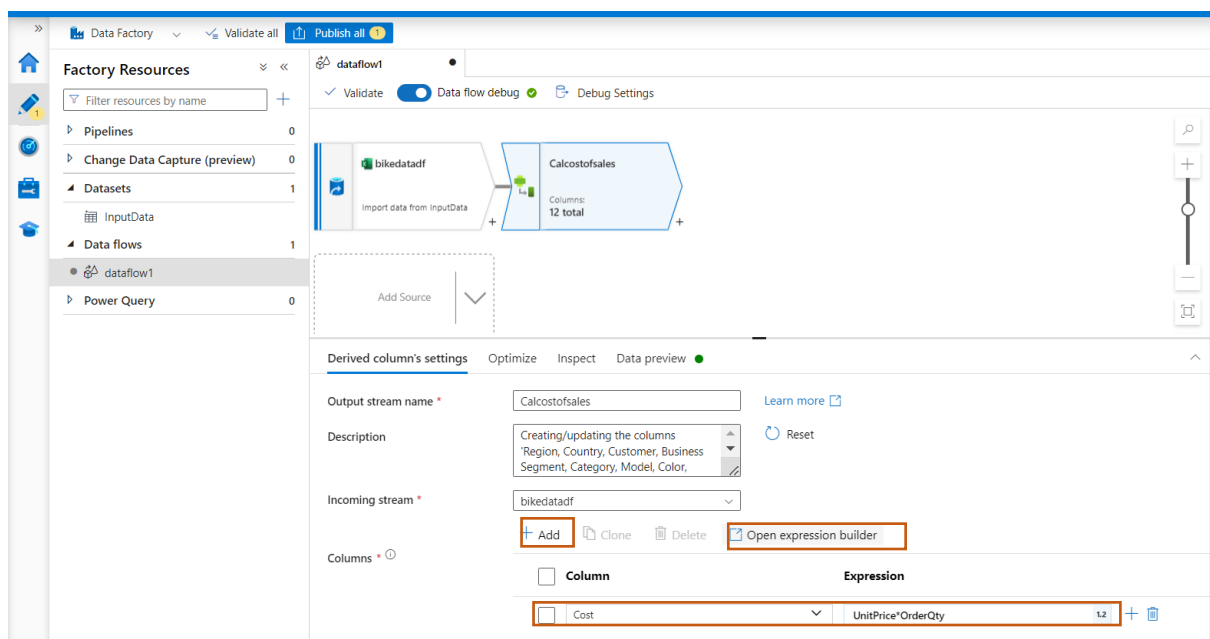 Data Factory
Validate all
Publish all 1
1
Factory Resources
Filter resources by name
Pipelines 0
Change Data Capture (preview) 0
Datasets 1
InputData
Data flows 1
dataflow1
Power Query 0
dataflow1
Validate
Data flow debug
Debug Settings
bikedatadf
Import data from InputData
+
Calcostofsales
Columns:
12 total
+
Add Source
Derived column's settings
Optimize
Inspect
Data preview
Output stream name *
Calcostofsales
Learn more
Description
Creating/updating the columns
'Region, Country, Customer, Business
Segment, Category, Model, Color,
Reset
Incoming stream *
bikedatadf
+ Add
Clone
Delete
Open expression builder
Columns *
Column
Expression
Cost
UnitPrice*OrderQty
1.2